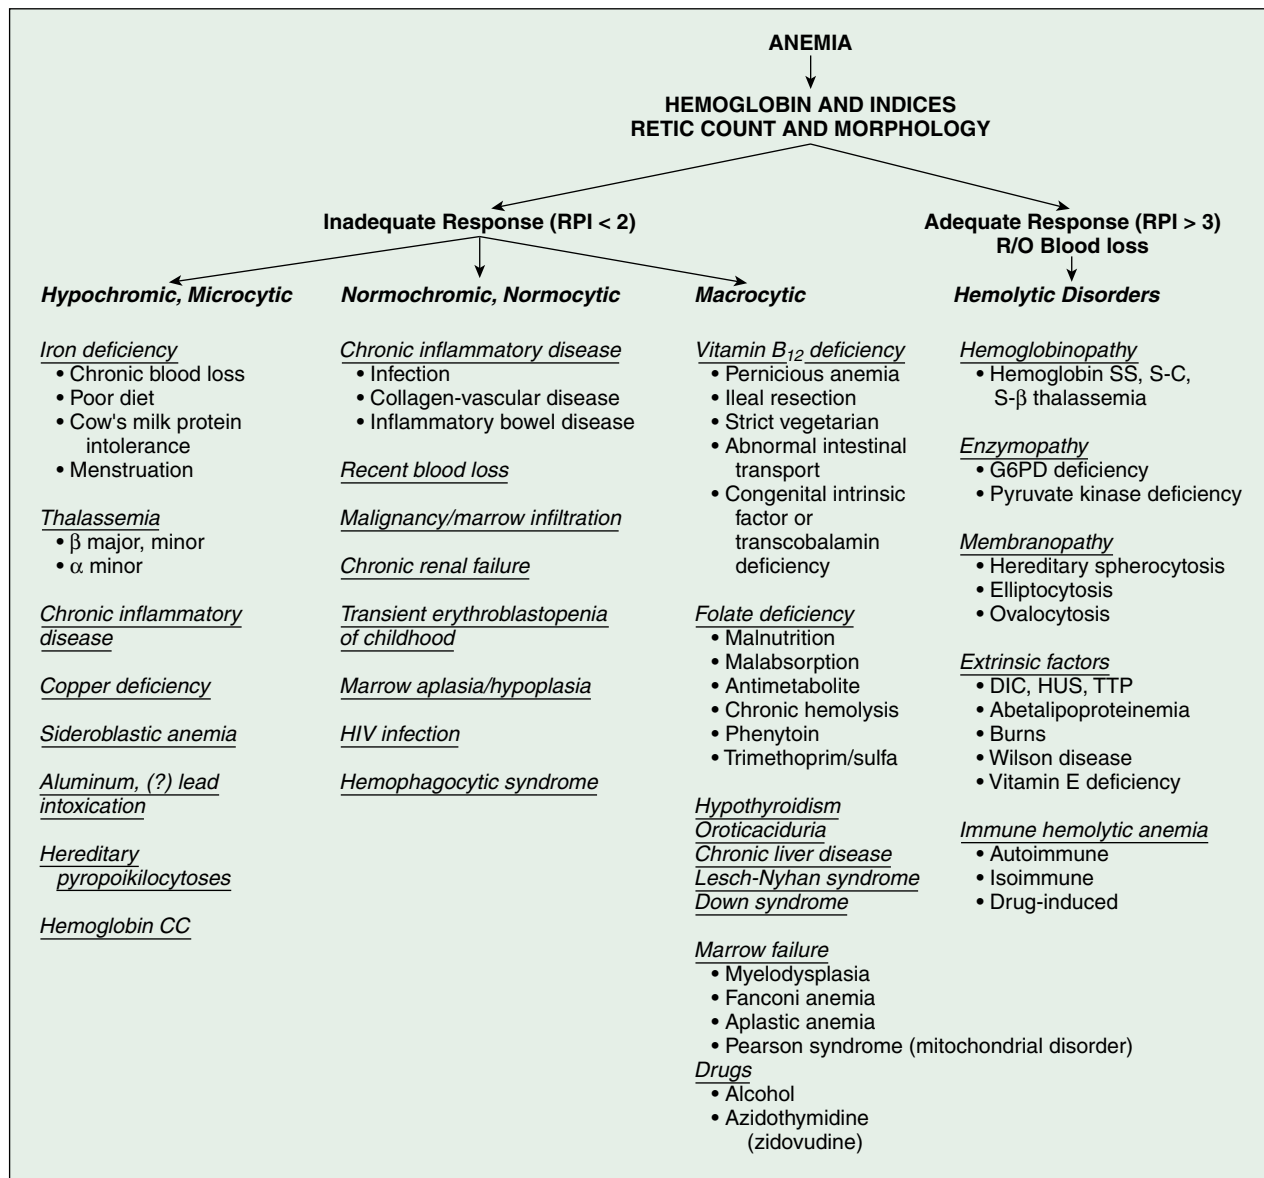 ANEMIA
HEMOGLOBIN AND INDICES
RETIC COUNT AND MORPHOLOGY
Inadequate Response (RPI < 2)
Adequate Response (RPI > 3)
R/O Blood loss
Hypochromic, Microcytic
Iron deficiency
• Chronic blood loss
• Poor diet
• Cow's milk protein
intolerance
• Menstruation
Thalassemia
• β major, minor
• α minor
Chronic inflammatory
disease
Copper deficiency
Sideroblastic anemia
Aluminum, (?) lead
intoxication
Hereditary
pyropoikilocytoses
Hemoglobin CC
Normochromic, Normocytic
Chronic inflammatory disease
• Infection
• Collagen-vascular disease
• Inflammatory bowel disease
Recent blood loss
Malignancy/marrow infiltration
Chronic renal failure
Transient erythroblastopenia
of childhood
Marrow aplasia/hypoplasia
HIV infection
Hemophagocytic syndrome
Macrocytic
Vitamin B12 deficiency
• Pernicious anemia
• Ileal resection
• Strict vegetarian
• Abnormal intestinal
transport
• Congenital intrinsic
factor or
transcobalamin
deficiency
Folate deficiency
• Malnutrition
• Malabsorption
• Antimetabolite
• Chronic hemolysis
• Phenytoin
• Trimethoprim/sulfa
Hypothyroidism
Oroticaciduria
Chronic liver disease
Lesch-Nyhan syndrome
Down syndrome
Marrow failure
• Myelodysplasia
• Fanconi anemia
• Aplastic anemia
• Pearson syndrome (mitochondrial disorder)
Drugs
• Alcohol
• Azidothymidine
(zidovudine)
Hemolytic Disorders
Hemoglobinopathy
• Hemoglobin SS, S-C,
S-β thalassemia
Enzymopathy
• G6PD deficiency
• Pyruvate kinase deficiency
Membranopathy
• Hereditary spherocytosis
• Elliptocytosis
• Ovalocytosis
Extrinsic factors
• DIC, HUS, TTP
• Abetalipoproteinemia
• Burns
• Wilson disease
• Vitamin E deficiency
Immune hemolytic anemia
• Autoimmune
• Isoimmune
• Drug-induced